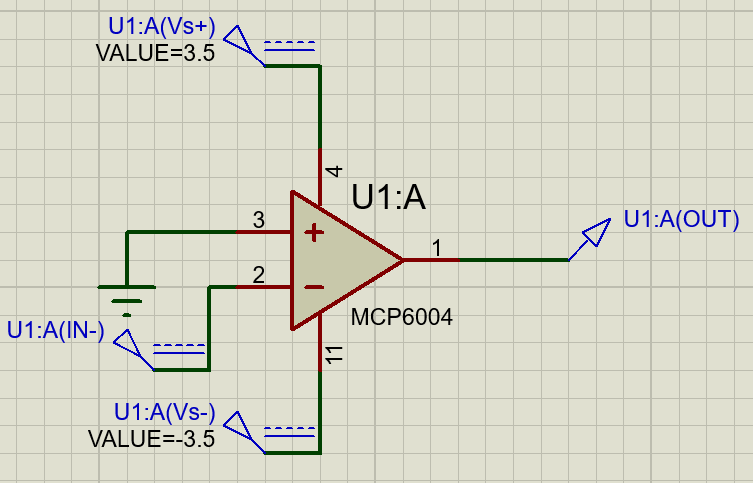 U1:A(Vs+)
VALUE=3.5
4
U1:A
3
+
1
U1:A(OUT)
2
−
MCP6004
U1:A(IN-)
11
U1:A(Vs-)
VALUE=-3.5